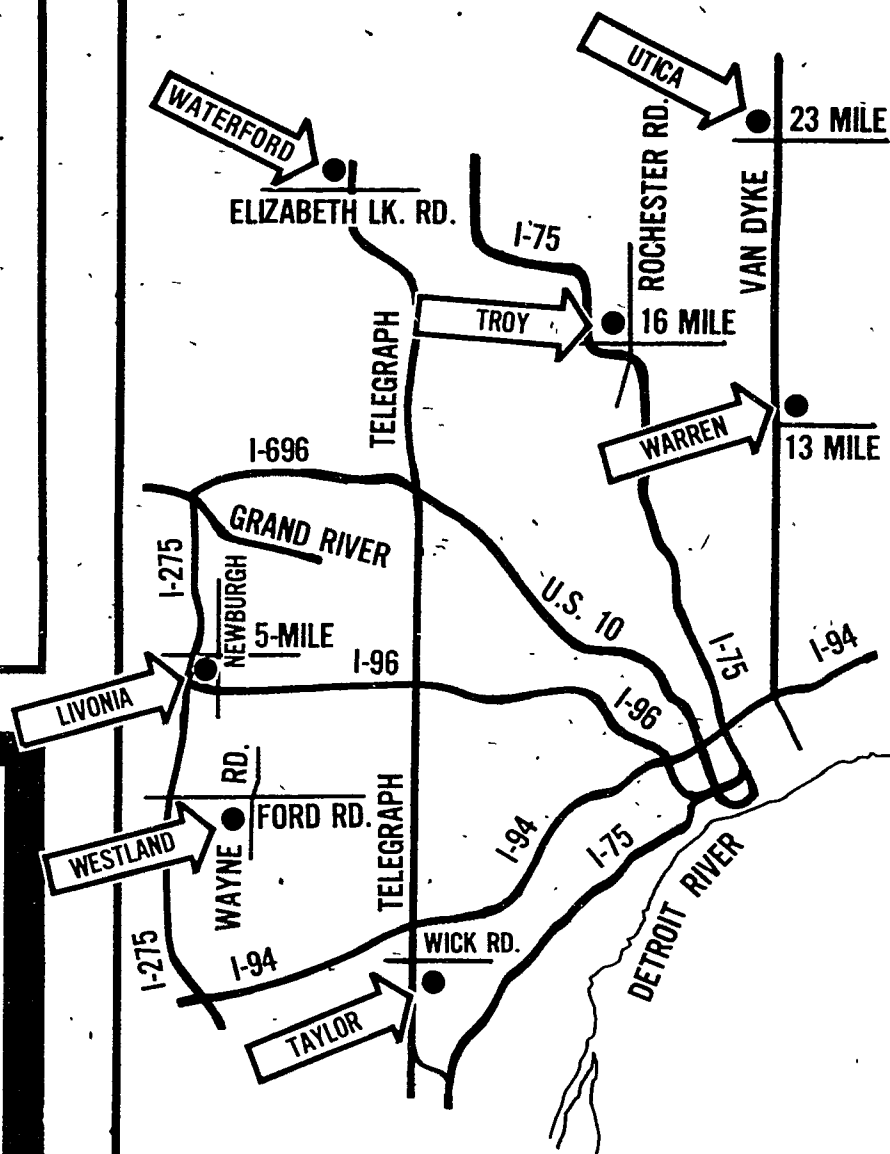 UTICA
WATERFORD
23 MILE
ELIZABETH LK. RD.
ROCHESTER RD.
VAN DYKE
I-75
TROY
16 MILE
TELEGRAPH
WARREN
13 MILE
I-696
GRAND RIVER
I-275
NEWBURGH
5-MILE
U.S. 10
I-96
I-75
I-94
LIVONIA
I-96
WAYNE RD.
FORD RD.
WESTLAND
TELEGRAPH
I-94
I-75
DETROIT RIVER
I-275
I-94
WICK RD.
TAYLOR